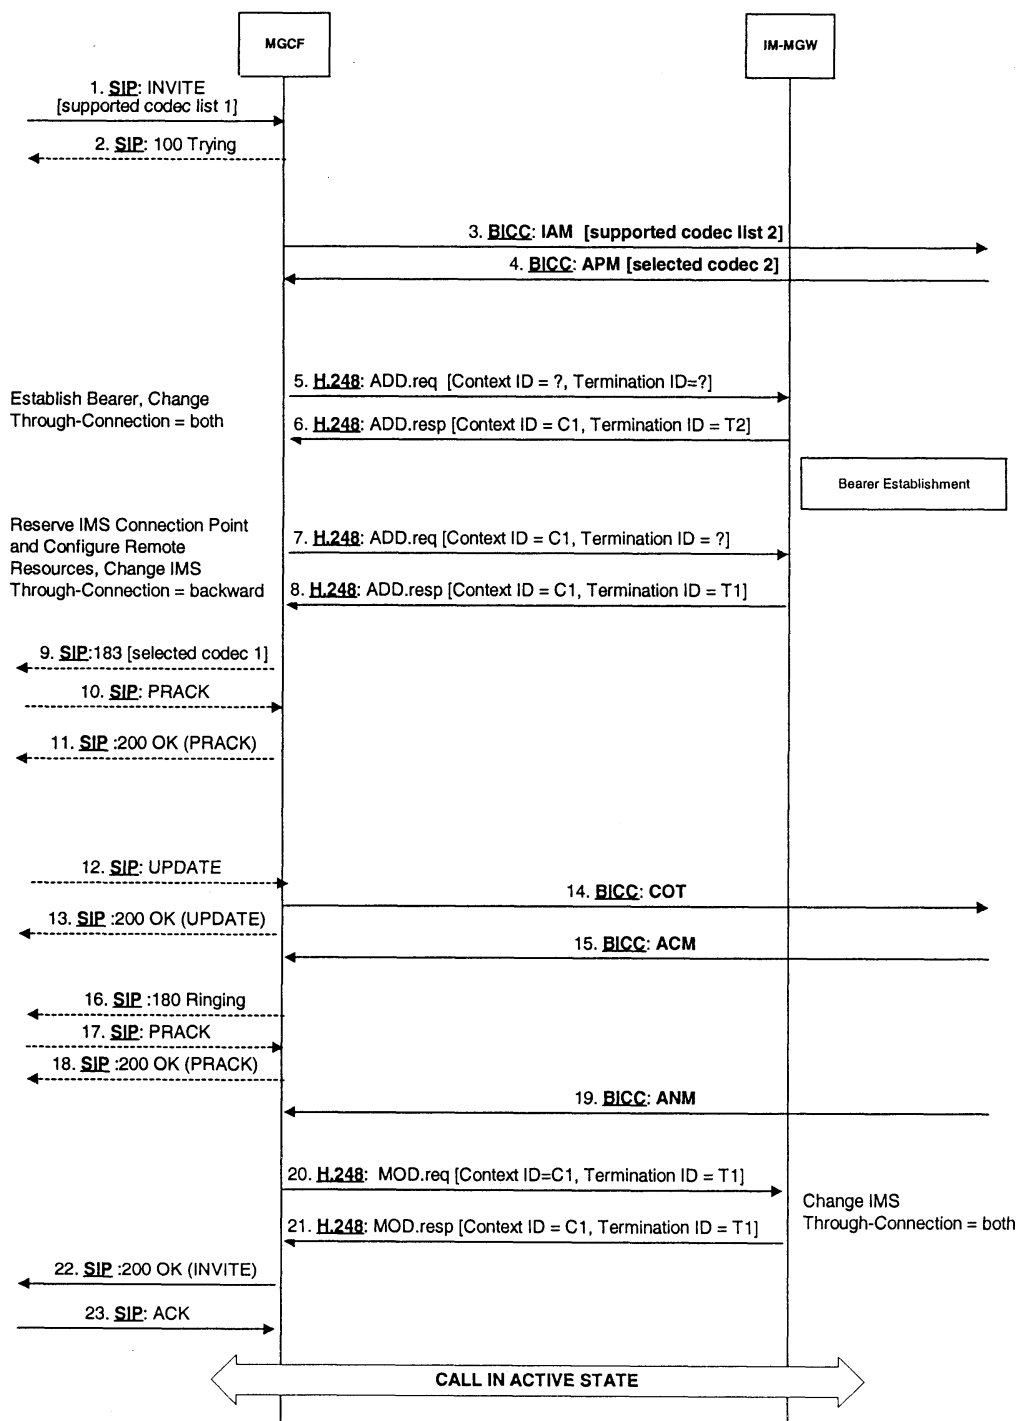 MGCF
IM-MGW
1. SIP: INVITE
[supported codec list 1]
2. SIP: 100 Trying
3. BICC: IAM [supported codec list 2]
4. BICC: APM [selected codec 2]
5. H.248: ADD.req [Context ID = ?, Termination ID=?]
Establish Bearer, Change
Through-Connection = both
6. H.248: ADD.resp [Context ID = C1, Termination ID = T2]
Bearer Establishment
Reserve IMS Connection Point
and Configure Remote
Resources, Change IMS
Through-Connection = backward
7. H.248: ADD.req [Context ID = C1, Termination ID = ?]
8. H.248: ADD.resp [Context ID = C1, Termination ID = T1]
9. SIP:183 [selected codec 1]
10. SIP: PRACK
11. SIP :200 OK (PRACK)
12. SIP: UPDATE
14. BICC: COT
13. SIP :200 OK (UPDATE)
15. BICC: ACM
16. SIP :180 Ringing
17. SIP: PRACK
18. SIP :200 OK (PRACK)
19. BICC: ANM
20. H.248: MOD.req [Context ID=C1, Termination ID = T1]
Change IMS
Through-Connection = both
21. H.248: MOD.resp [Context ID = C1, Termination ID = T1]
22. SIP :200 OK (INVITE)
23. SIP: ACK
CALL IN ACTIVE STATE